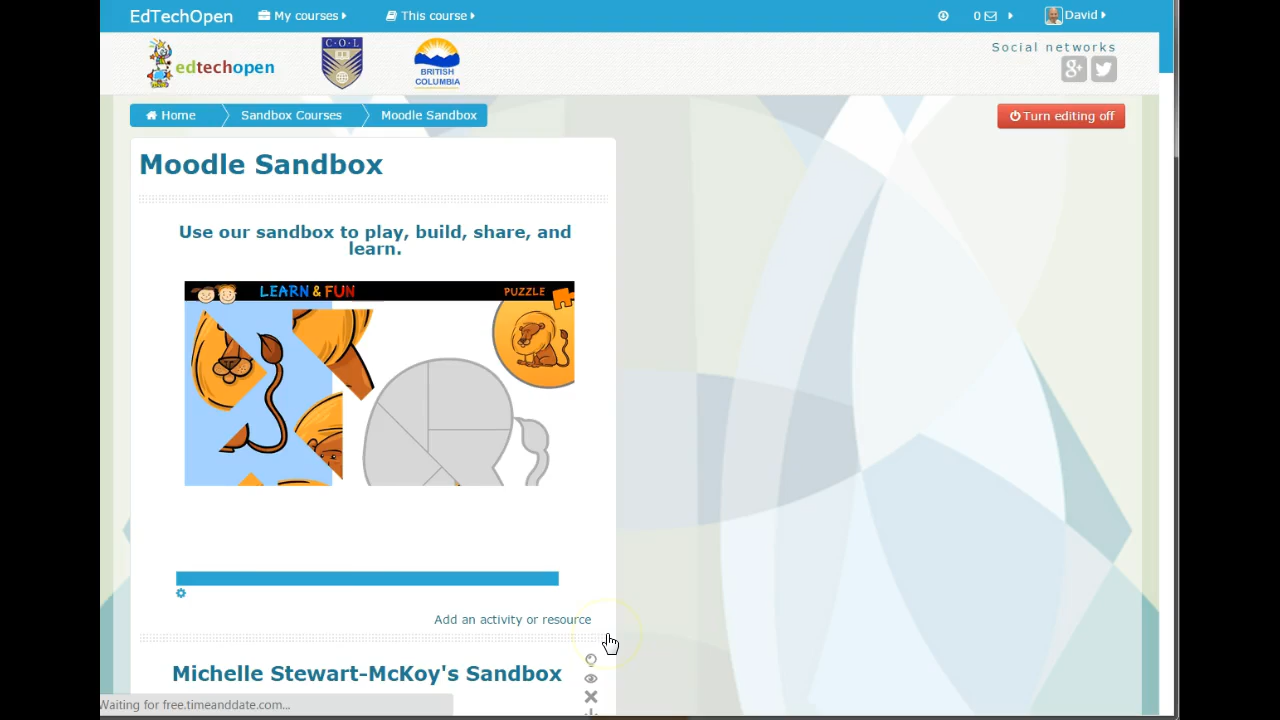 EdTechOpen
My courses
This course
0
David
edtechopen
C·O·L
BRITISH
COLUMBIA
Social networks
Home
Sandbox Courses
Moodle Sandbox
Turn editing off
Moodle Sandbox
Use our sandbox to play, build, share, and
learn.
LEARN & FUN
PUZZLE
Add an activity or resource
Michelle Stewart-McKoy's Sandbox
Waiting for free.timeanddate.com...